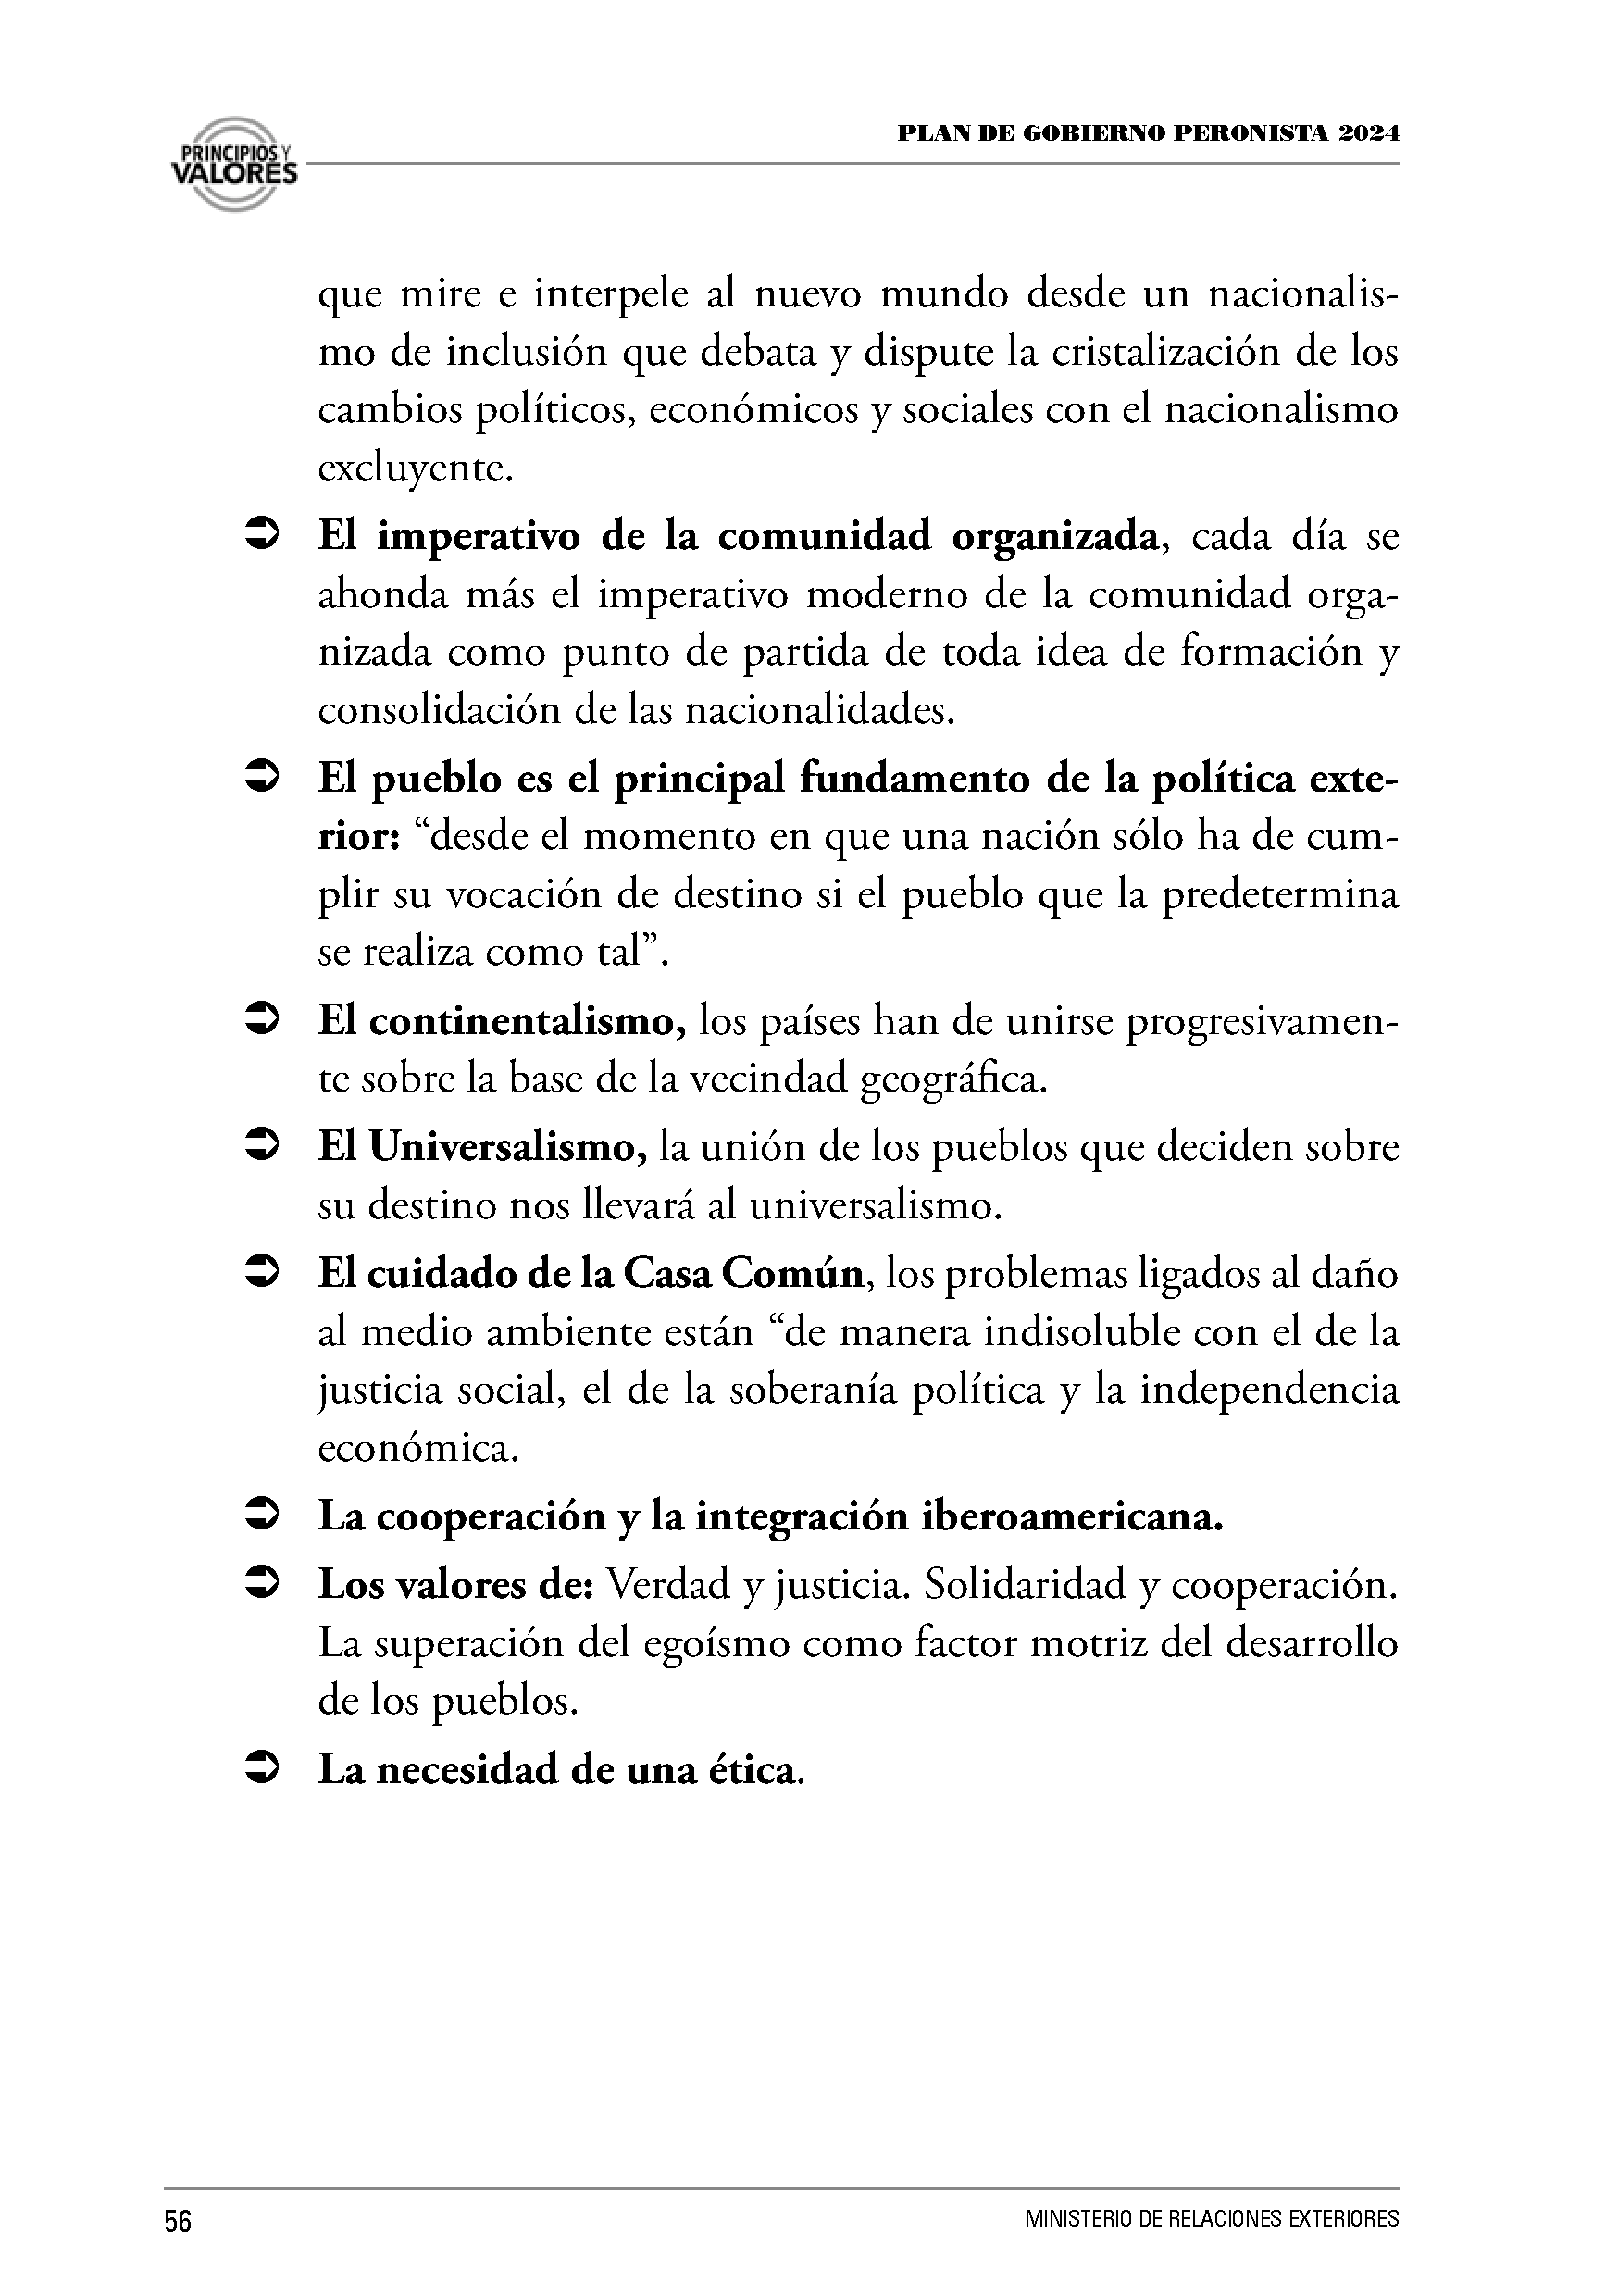 PRINCIPIOS Y
VALORES
PLAN DE GOBIERNO PERONISTA 2024
que mire e interpele al nuevo mundo desde un nacionalis-
mo de inclusión que debata y dispute la cristalización de los
cambios políticos, económicos y sociales con el nacionalismo
excluyente.
➲ El imperativo de la comunidad organizada, cada día se
ahonda más el imperativo moderno de la comunidad orga-
nizada como punto de partida de toda idea de formación y
consolidación de las nacionalidades.
➲ El pueblo es el principal fundamento de la política exte-
rior: “desde el momento en que una nación sólo ha de cum-
plir su vocación de destino si el pueblo que la predetermina
se realiza como tal”.
➲ El continentalismo, los países han de unirse progresivamen-
te sobre la base de la vecindad geográfica.
➲ El Universalismo, la unión de los pueblos que deciden sobre
su destino nos llevará al universalismo.
➲ El cuidado de la Casa Común, los problemas ligados al daño
al medio ambiente están “de manera indisoluble con el de la
justicia social, el de la soberanía política y la independencia
económica.
➲ La cooperación y la integración iberoamericana.
➲ Los valores de: Verdad y justicia. Solidaridad y cooperación.
La superación del egoísmo como factor motriz del desarrollo
de los pueblos.
➲ La necesidad de una ética.
56
MINISTERIO DE RELACIONES EXTERIORES